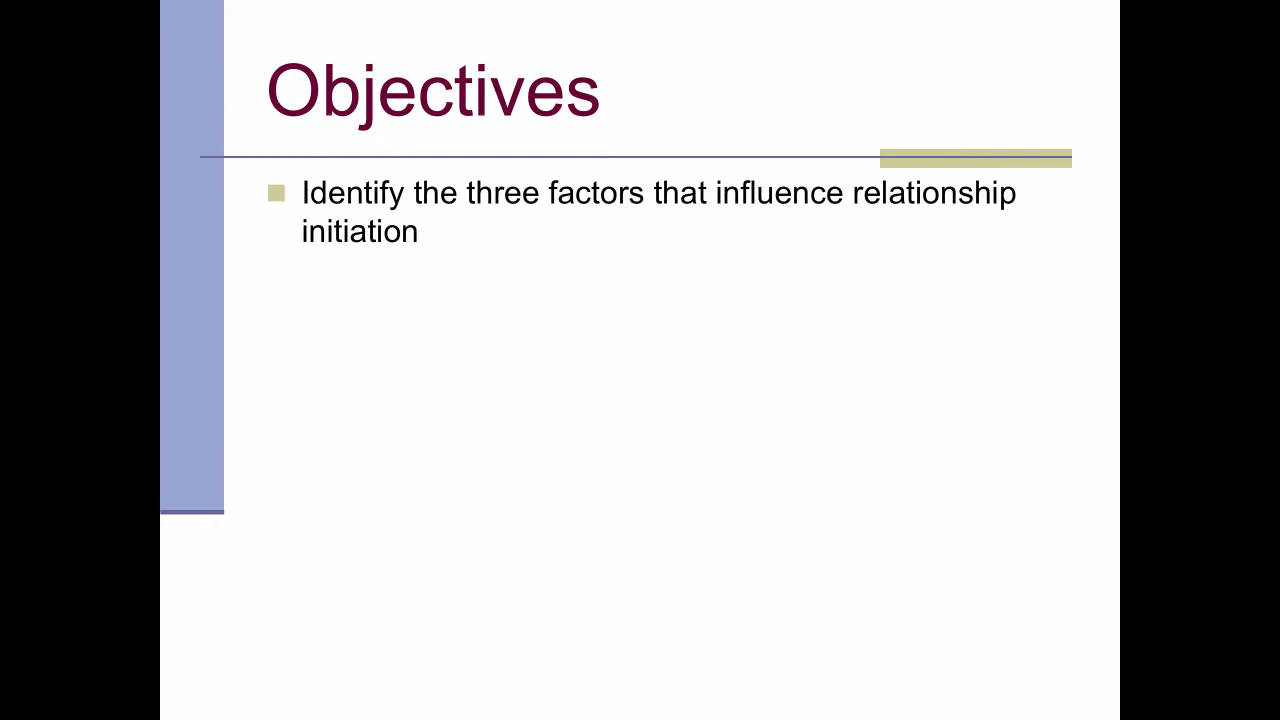 Objectives
Identify the three factors that influence relationship
initiation